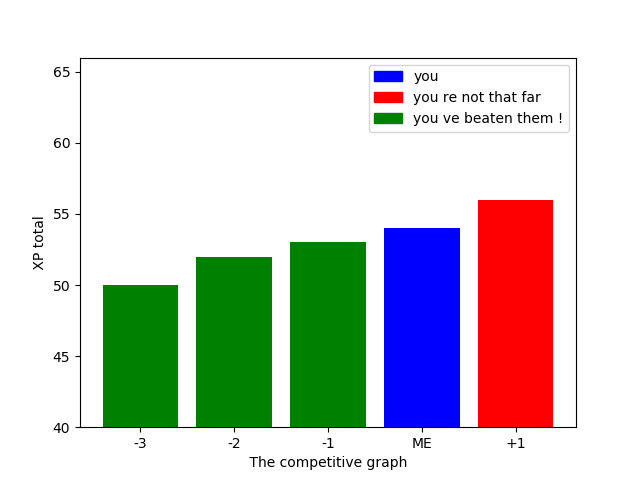 65
60
55
50
45
40
XP total
you
you re not that far
you ve beaten them !
-3 -2 -1 ME +1
The competitive graph